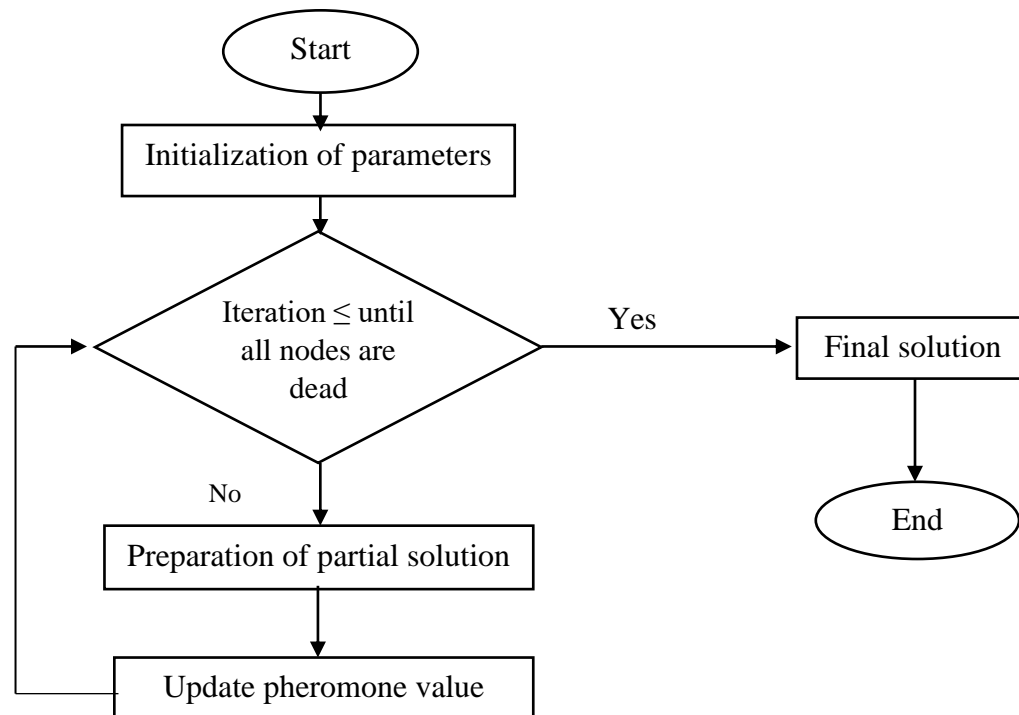 Start
Initialization of parameters
Iteration ≤ until
all nodes are
dead
Yes
Final solution
No
End
Preparation of partial solution
Update pheromone value